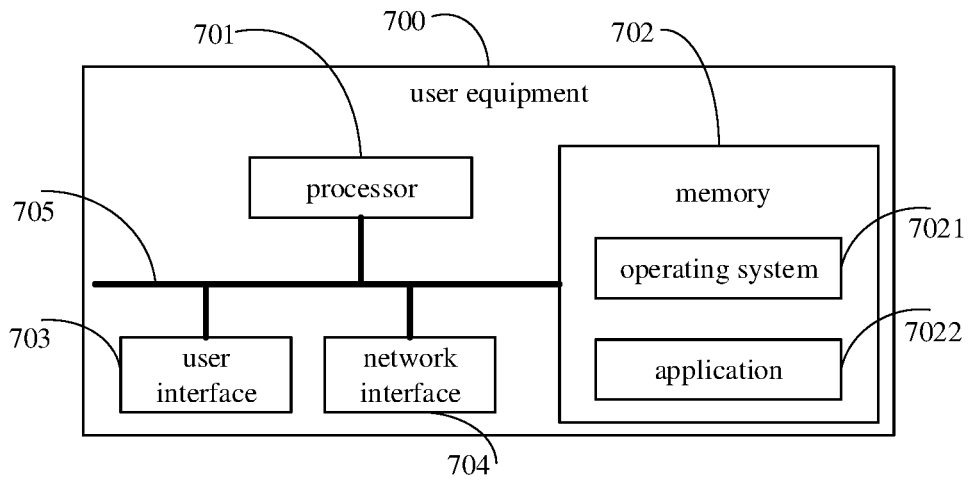 701
700
702
user equipment
processor
memory
705
7021
operating system
703
user
interface
network
interface
7022
application
704